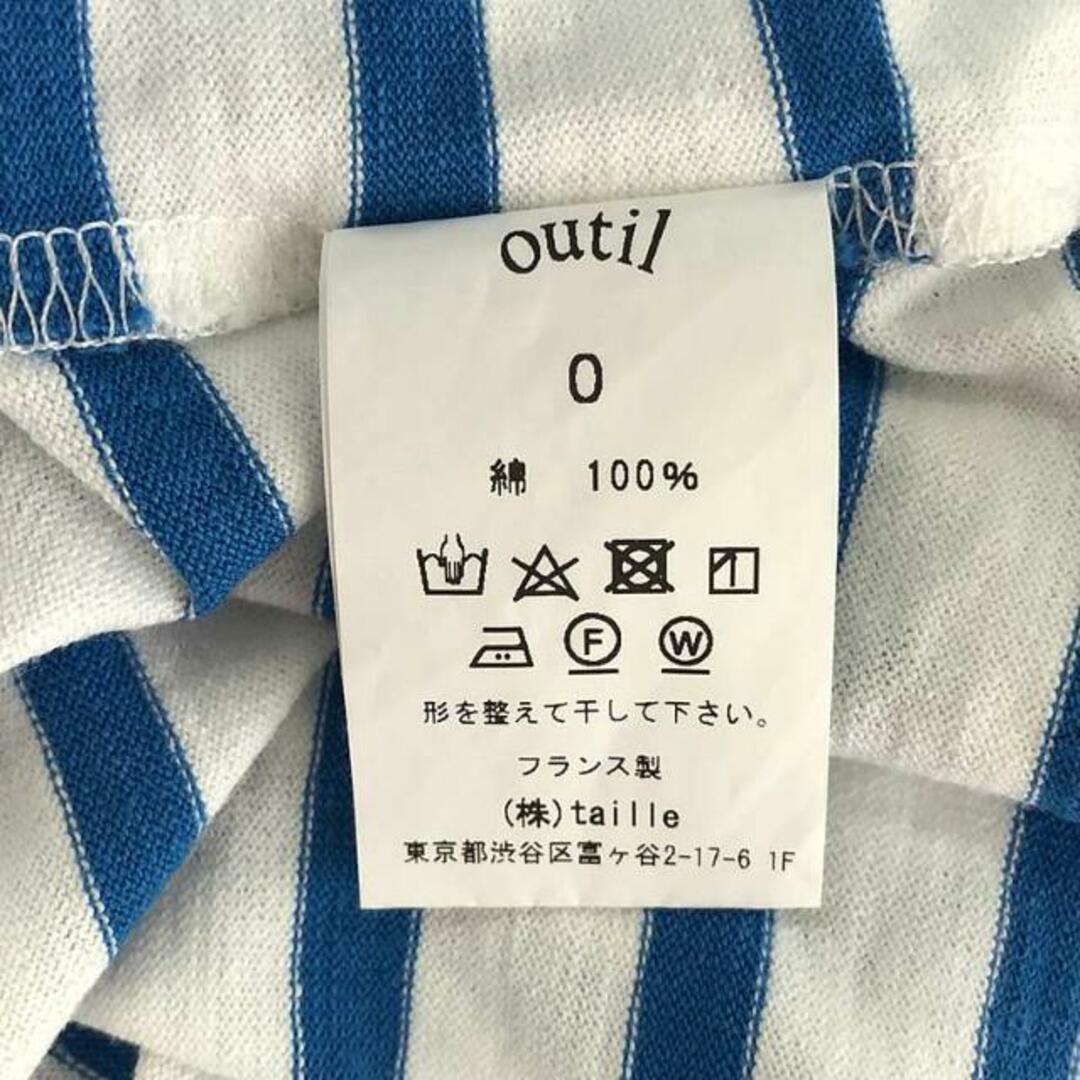 outil
0
綿 100%
F W
形を整えて干して下さい。
フランス製
(株)taille
東京都渋谷区富ヶ谷2-17-6 1F